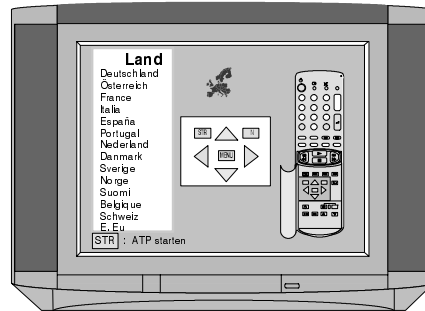 Land
Deutschland
Österreich
France
Italia
España
Portugal
Nederland
Danmark
Sverige
Norge
Suomi
Belgique
Schweiz
E. Eu
STR N
MENU
STR : ATP starten